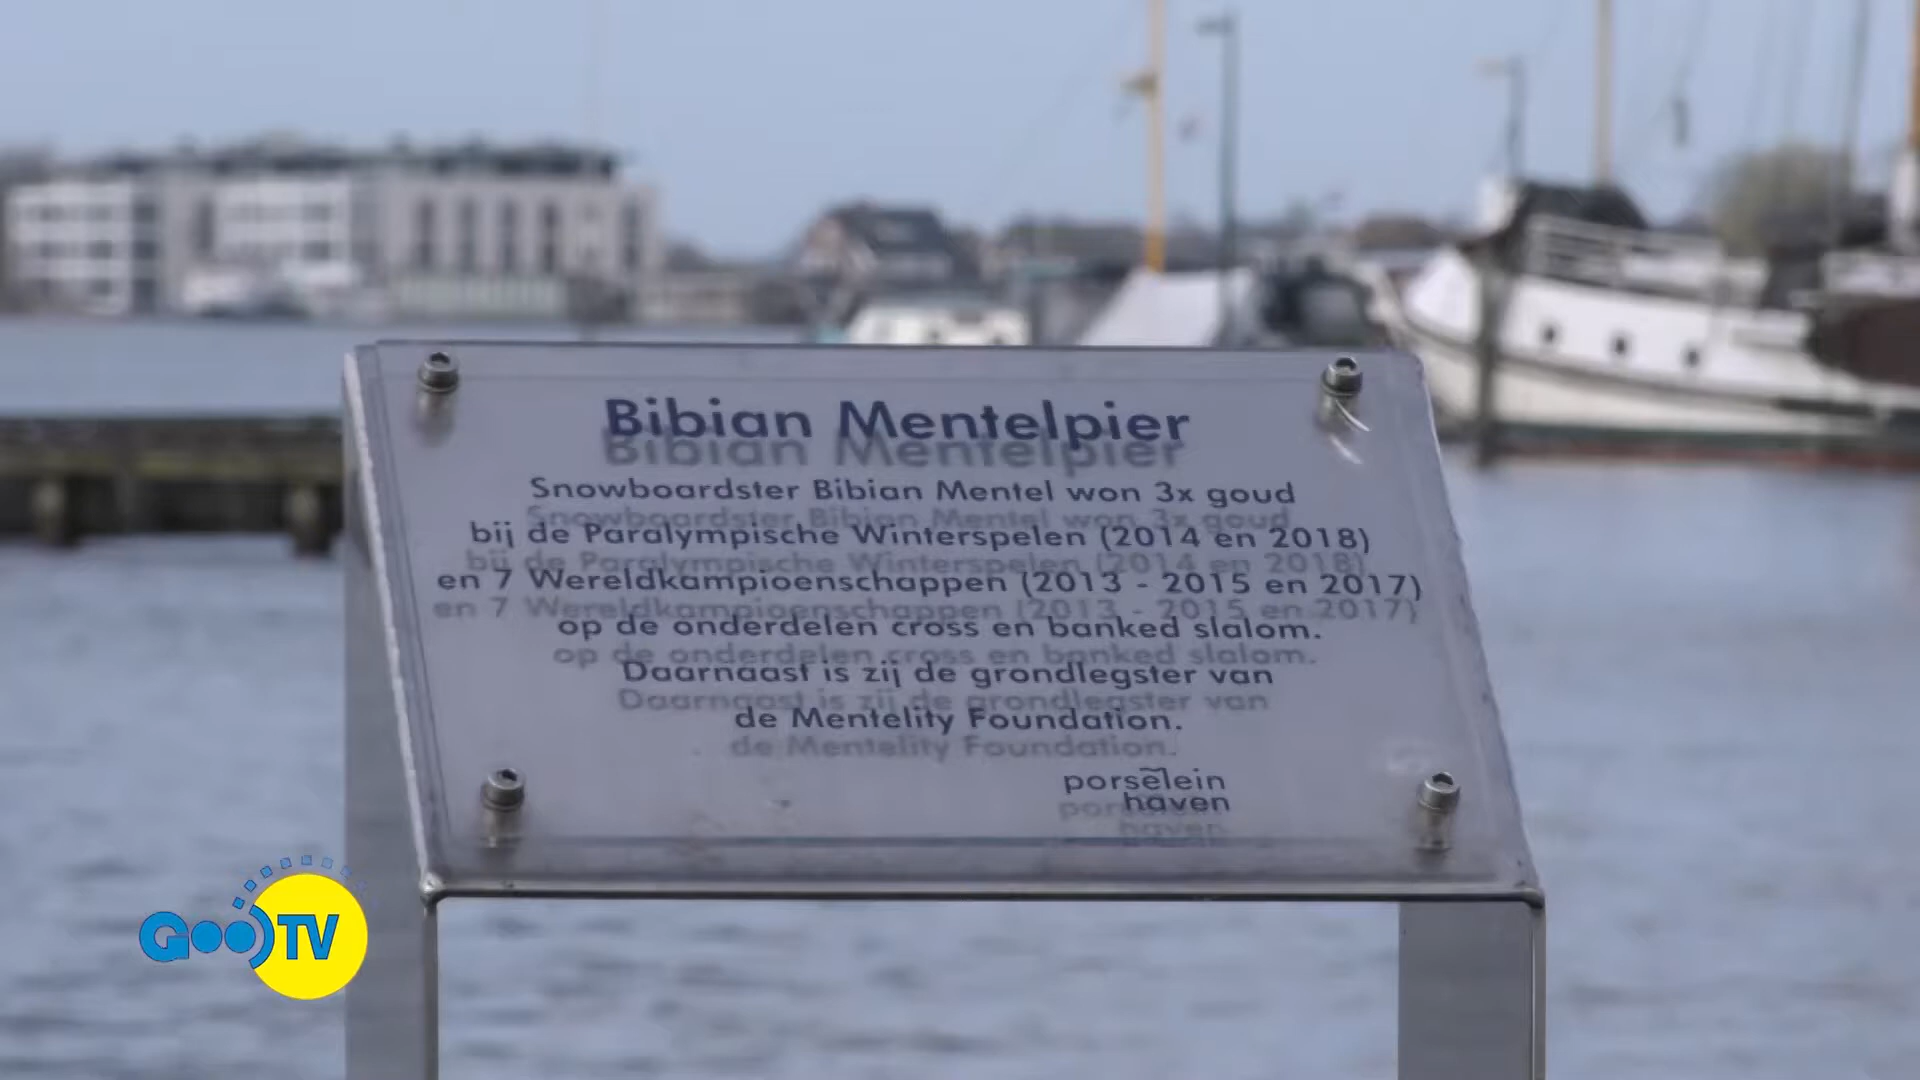 Bibian Mentelpier
Snowboardster Bibian Mentel won 3x goud
bij de Paralympische Winterspelen (2014 en 2018)
en 7 Wereldkampioenschappen (2013 - 2015 en 2017)
op de onderdelen cross en banked slalom.
Daarnaast is zij de grondlegster van
de Mentelity Foundation.
porselein
haven
GooiTV